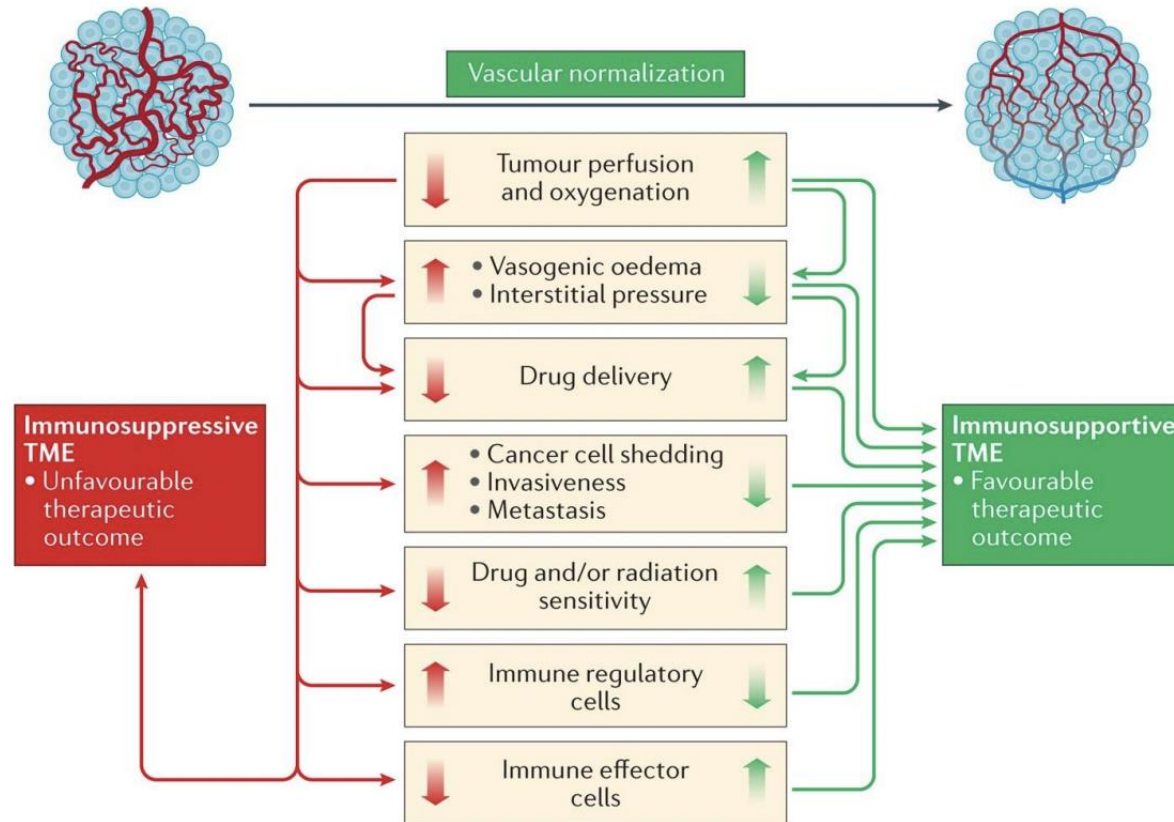 Vascular normalization
Tumour perfusion
and oxygenation
• Vasogenic oedema
• Interstitial pressure
Drug delivery
Immunosuppressive
TME
• Unfavourable
therapeutic
outcome
• Cancer cell shedding
• Invasiveness
• Metastasis
Immunosupportive
TME
• Favourable
therapeutic
outcome
Drug and/or radiation
sensitivity
Immune regulatory
cells
Immune effector
cells